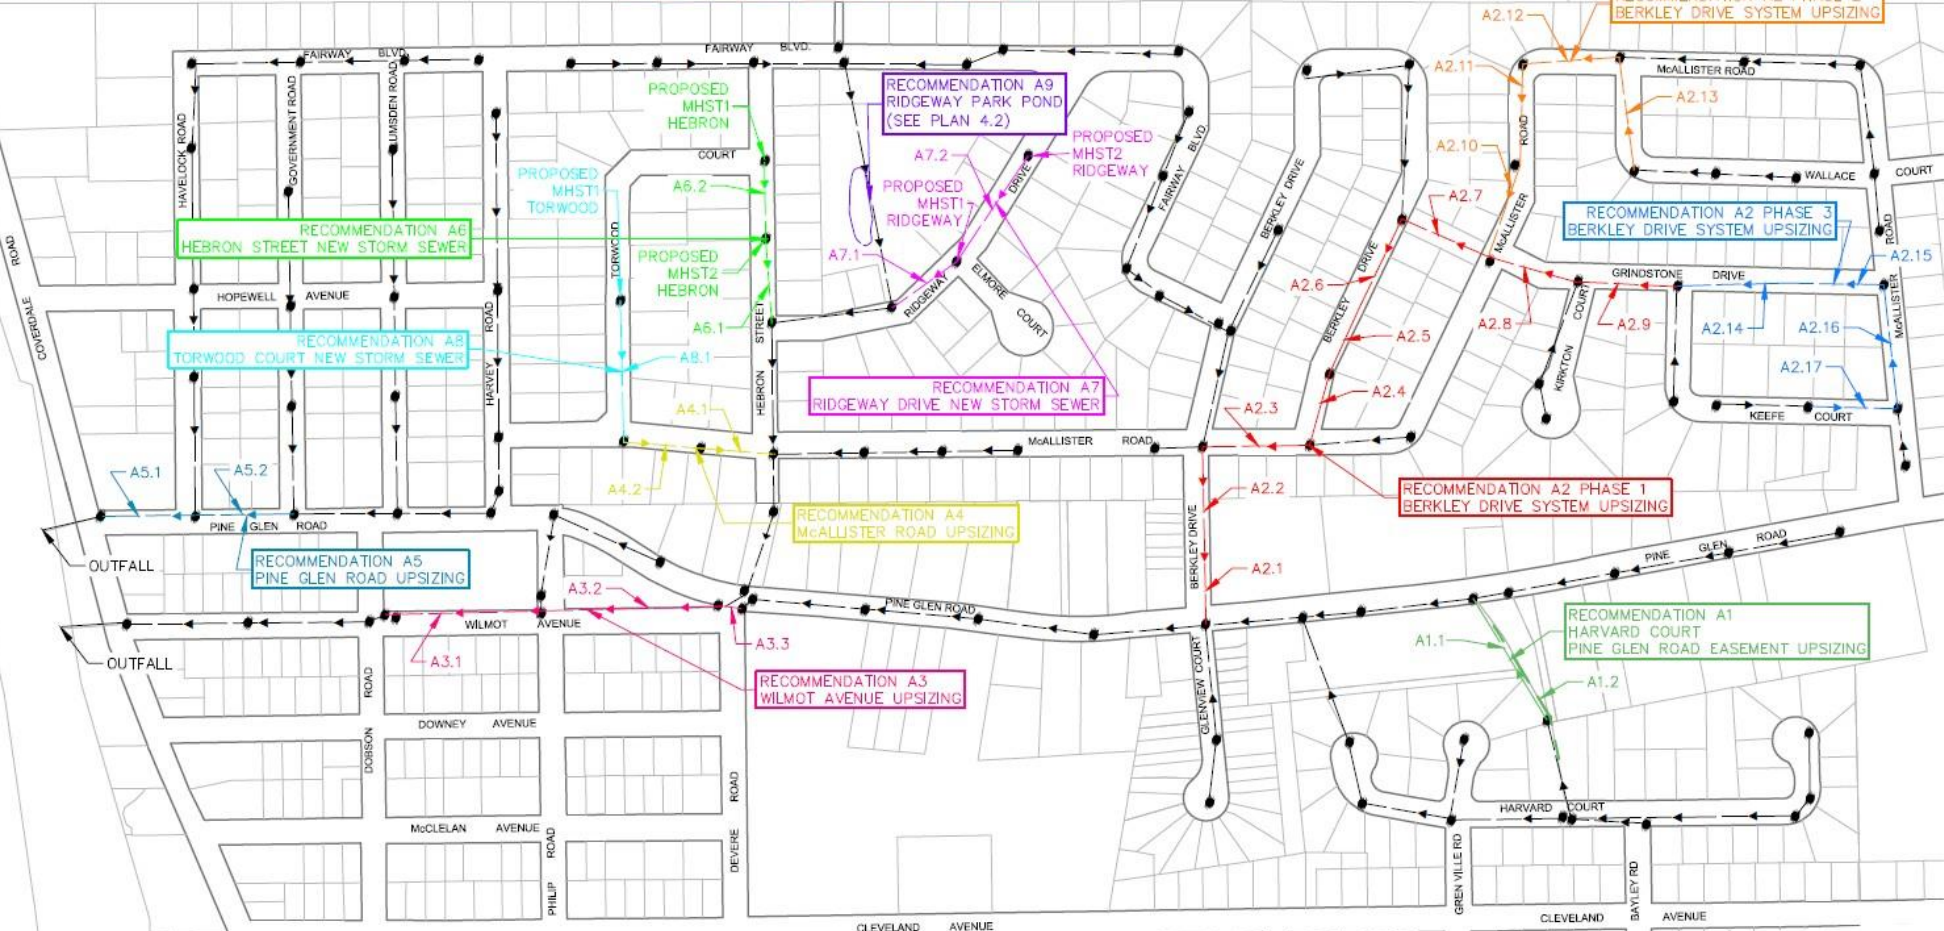 A2.12
BERKLEY DRIVE SYSTEM UPSIZING
FAIRWAY BLVD.
FAIRWAY BLVD.
A2.11
McALLISTER ROAD
A2.13
PROPOSED
MHST1
HEBRON
RECOMMENDATION A9
RIDGEWAY PARK POND
(SEE PLAN 4.2)
HAVELOCK ROAD
GOVERNMENT ROAD
LUMSDEN ROAD
COURT
A7.2
PROPOSED
MHST2
RIDGEWAY
DRIVE
FAIRWAY BLVD.
BERKLEY DRIVE
A2.10
ROAD
McALLISTER
WALLACE COURT
PROPOSED
MHST1
TORWOOD
A6.2
PROPOSED
MHST1
RIDGEWAY
A2.7
RECOMMENDATION A6
HEBRON STREET NEW STORM SEWER
RECOMMENDATION A2 PHASE 3
BERKLEY DRIVE SYSTEM UPSIZING
ROAD
TORWOOD
PROPOSED
MHST2
HEBRON
A7.1
A2.15
ROAD
COVERDALE
HOPEWELL AVENUE
HARVEY ROAD
A6.1
STREET
HEBRON
RIDGEWAY
ELMORE
COURT
A2.6
BERKLEY DRIVE
GRINDSTONE DRIVE
McALLISTER
A2.8
A2.9
A2.14
A2.16
A2.5
RECOMMENDATION A8
TORWOOD COURT NEW STORM SEWER
A8.1
KIRKTON COURT
A2.17
RECOMMENDATION A7
RIDGEWAY DRIVE NEW STORM SEWER
A2.4
A4.1
A2.3
KEEFE COURT
McALLISTER ROAD
A5.1
A5.2
A4.2
A2.2
RECOMMENDATION A2 PHASE 1
BERKLEY DRIVE SYSTEM UPSIZING
PINE GLEN ROAD
RECOMMENDATION A4
McALLISTER ROAD UPSIZING
BERKLEY DRIVE
PINE GLEN ROAD
OUTFALL
RECOMMENDATION A5
PINE GLEN ROAD UPSIZING
A2.1
A3.2
PINE GLEN ROAD
WILMOT AVENUE
RECOMMENDATION A1
HARVARD COURT
PINE GLEN ROAD EASEMENT UPSIZING
A1.1
A3.3
OUTFALL
A3.1
A1.2
RECOMMENDATION A3
WILMOT AVENUE UPSIZING
GLENVIEW COURT
DOBSON ROAD
DOWNEY AVENUE
DEVERE ROAD
HARVARD COURT
McCLELAN AVENUE
PHILIP ROAD
GREN VILLE RD
BAYLEY RD
CLEVELAND AVENUE
CLEVELAND AVENUE